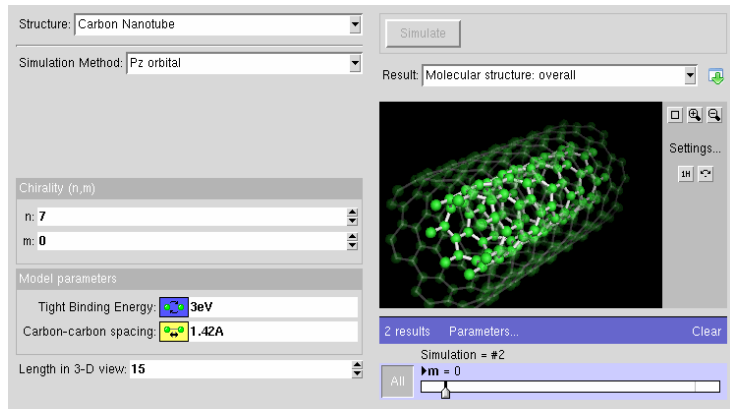 Structure: Carbon Nanotube
Simulation Method: Pz orbital
Chirality (n,m)
n: 7
m: 0
Model parameters
Tight Binding Energy: 3eV
Carbon-carbon spacing: 1.42A
Length in 3-D view: 15
Simulate
Result: Molecular structure: overall
Settings...
1H
2 results Parameters... Clear
Simulation = #2
All
m = 0